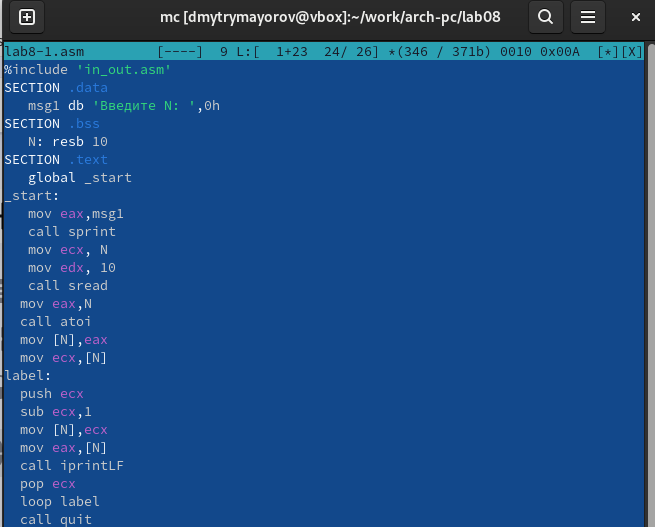 mc [dmytrymayorov@vbox]:~/work/arch-pc/lab08
lab8-1.asm [----] 9 L:[ 1+23 24/ 26] *(346 / 371b) 0010 0x00A [*][X]
%include 'in_out.asm'
SECTION .data
msg1 db 'Введите N: ',0h
SECTION .bss
N: resb 10
SECTION .text
global _start
_start:
mov eax,msg1
call sprint
mov ecx, N
mov edx, 10
call sread
mov eax,N
call atoi
mov [N],eax
mov ecx,[N]
label:
push ecx
sub ecx,1
mov [N],ecx
mov eax,[N]
call iprintLF
pop ecx
loop label
call quit